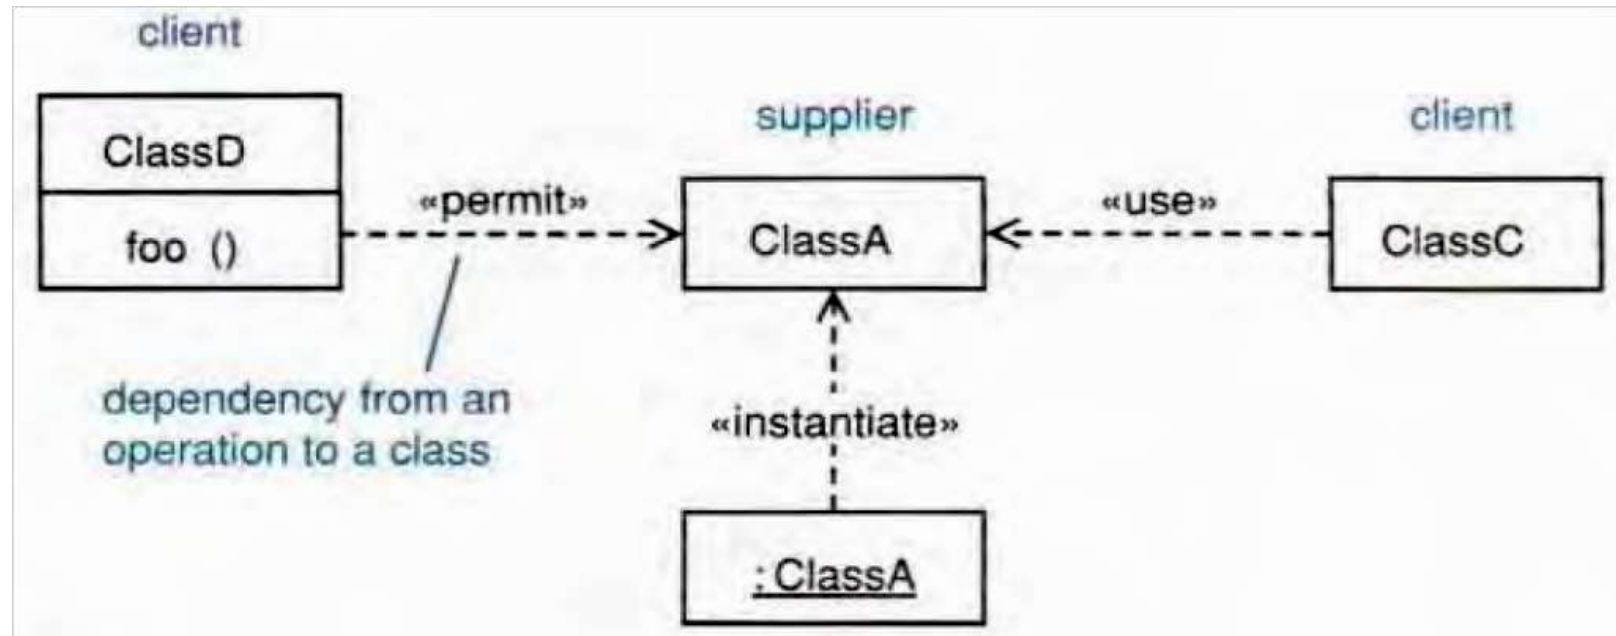 client
ClassD
foo ()
«permit»
dependency from an
operation to a class
supplier
ClassA
«instantiate»
: ClassA
«use»
client
ClassC